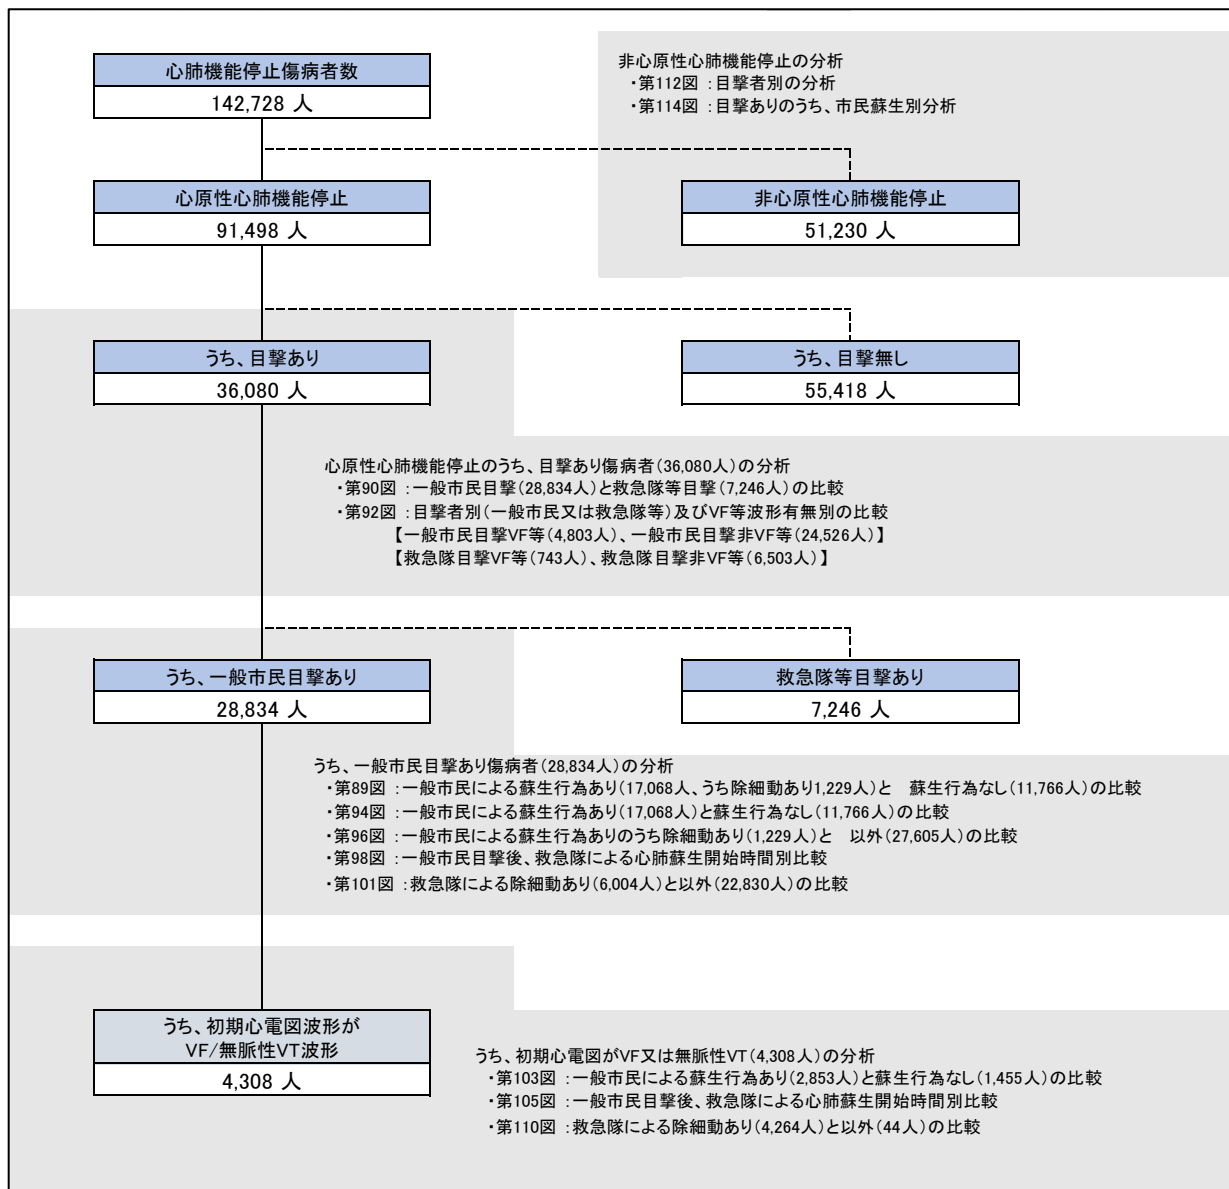 心肺機能停止傷病者数
142,728 人
非心原性心肺機能停止の分析
・第112図 ：目撃者別の分析
・第114図 ：目撃ありのうち、市民蘇生別分析
心原性心肺機能停止
91,498 人
非心原性心肺機能停止
51,230 人
うち、目撃あり
36,080 人
うち、目撃無し
55,418 人
心原性心肺機能停止のうち、目撃あり傷病者（36,080人）の分析
・第90図 ：一般市民目撃（28,834人）と救急隊等目撃（7,246人）の比較
・第92図 ：目撃者別（一般市民又は救急隊等）及びVF等波形有無別の比較
【一般市民目撃VF等（4,803人）、一般市民目撃非VF等（24,526人）】
【救急隊目撃VF等（743人）、救急隊目撃非VF等（6,503人）】
うち、一般市民目撃あり
28,834 人
救急隊等目撃あり
7,246 人
うち、一般市民目撃あり傷病者（28,834人）の分析
・第89図 ：一般市民による蘇生行為あり（17,068人、うち除細動あり1,229人）と　蘇生行為なし（11,766人）の比較
・第94図 ：一般市民による蘇生行為あり（17,068人）と蘇生行為なし（11,766人）の比較
・第96図 ：一般市民による蘇生行為ありのうち除細動あり（1,229人）と　以外（27,605人）の比較
・第98図 ：一般市民目撃後、救急隊による心肺蘇生開始時間別比較
・第101図 ：救急隊による除細動あり（6,004人）と以外（22,830人）の比較
うち、初期心電図波形が
VF/無脈性VT波形
4,308 人
うち、初期心電図がVF又は無脈性VT（4,308人）の分析
・第103図 ：一般市民による蘇生行為あり（2,853人）と蘇生行為なし（1,455人）の比較
・第105図 ：一般市民目撃後、救急隊による心肺蘇生開始時間別比較
・第110図 ：救急隊による除細動あり（4,264人）と以外（44人）の比較